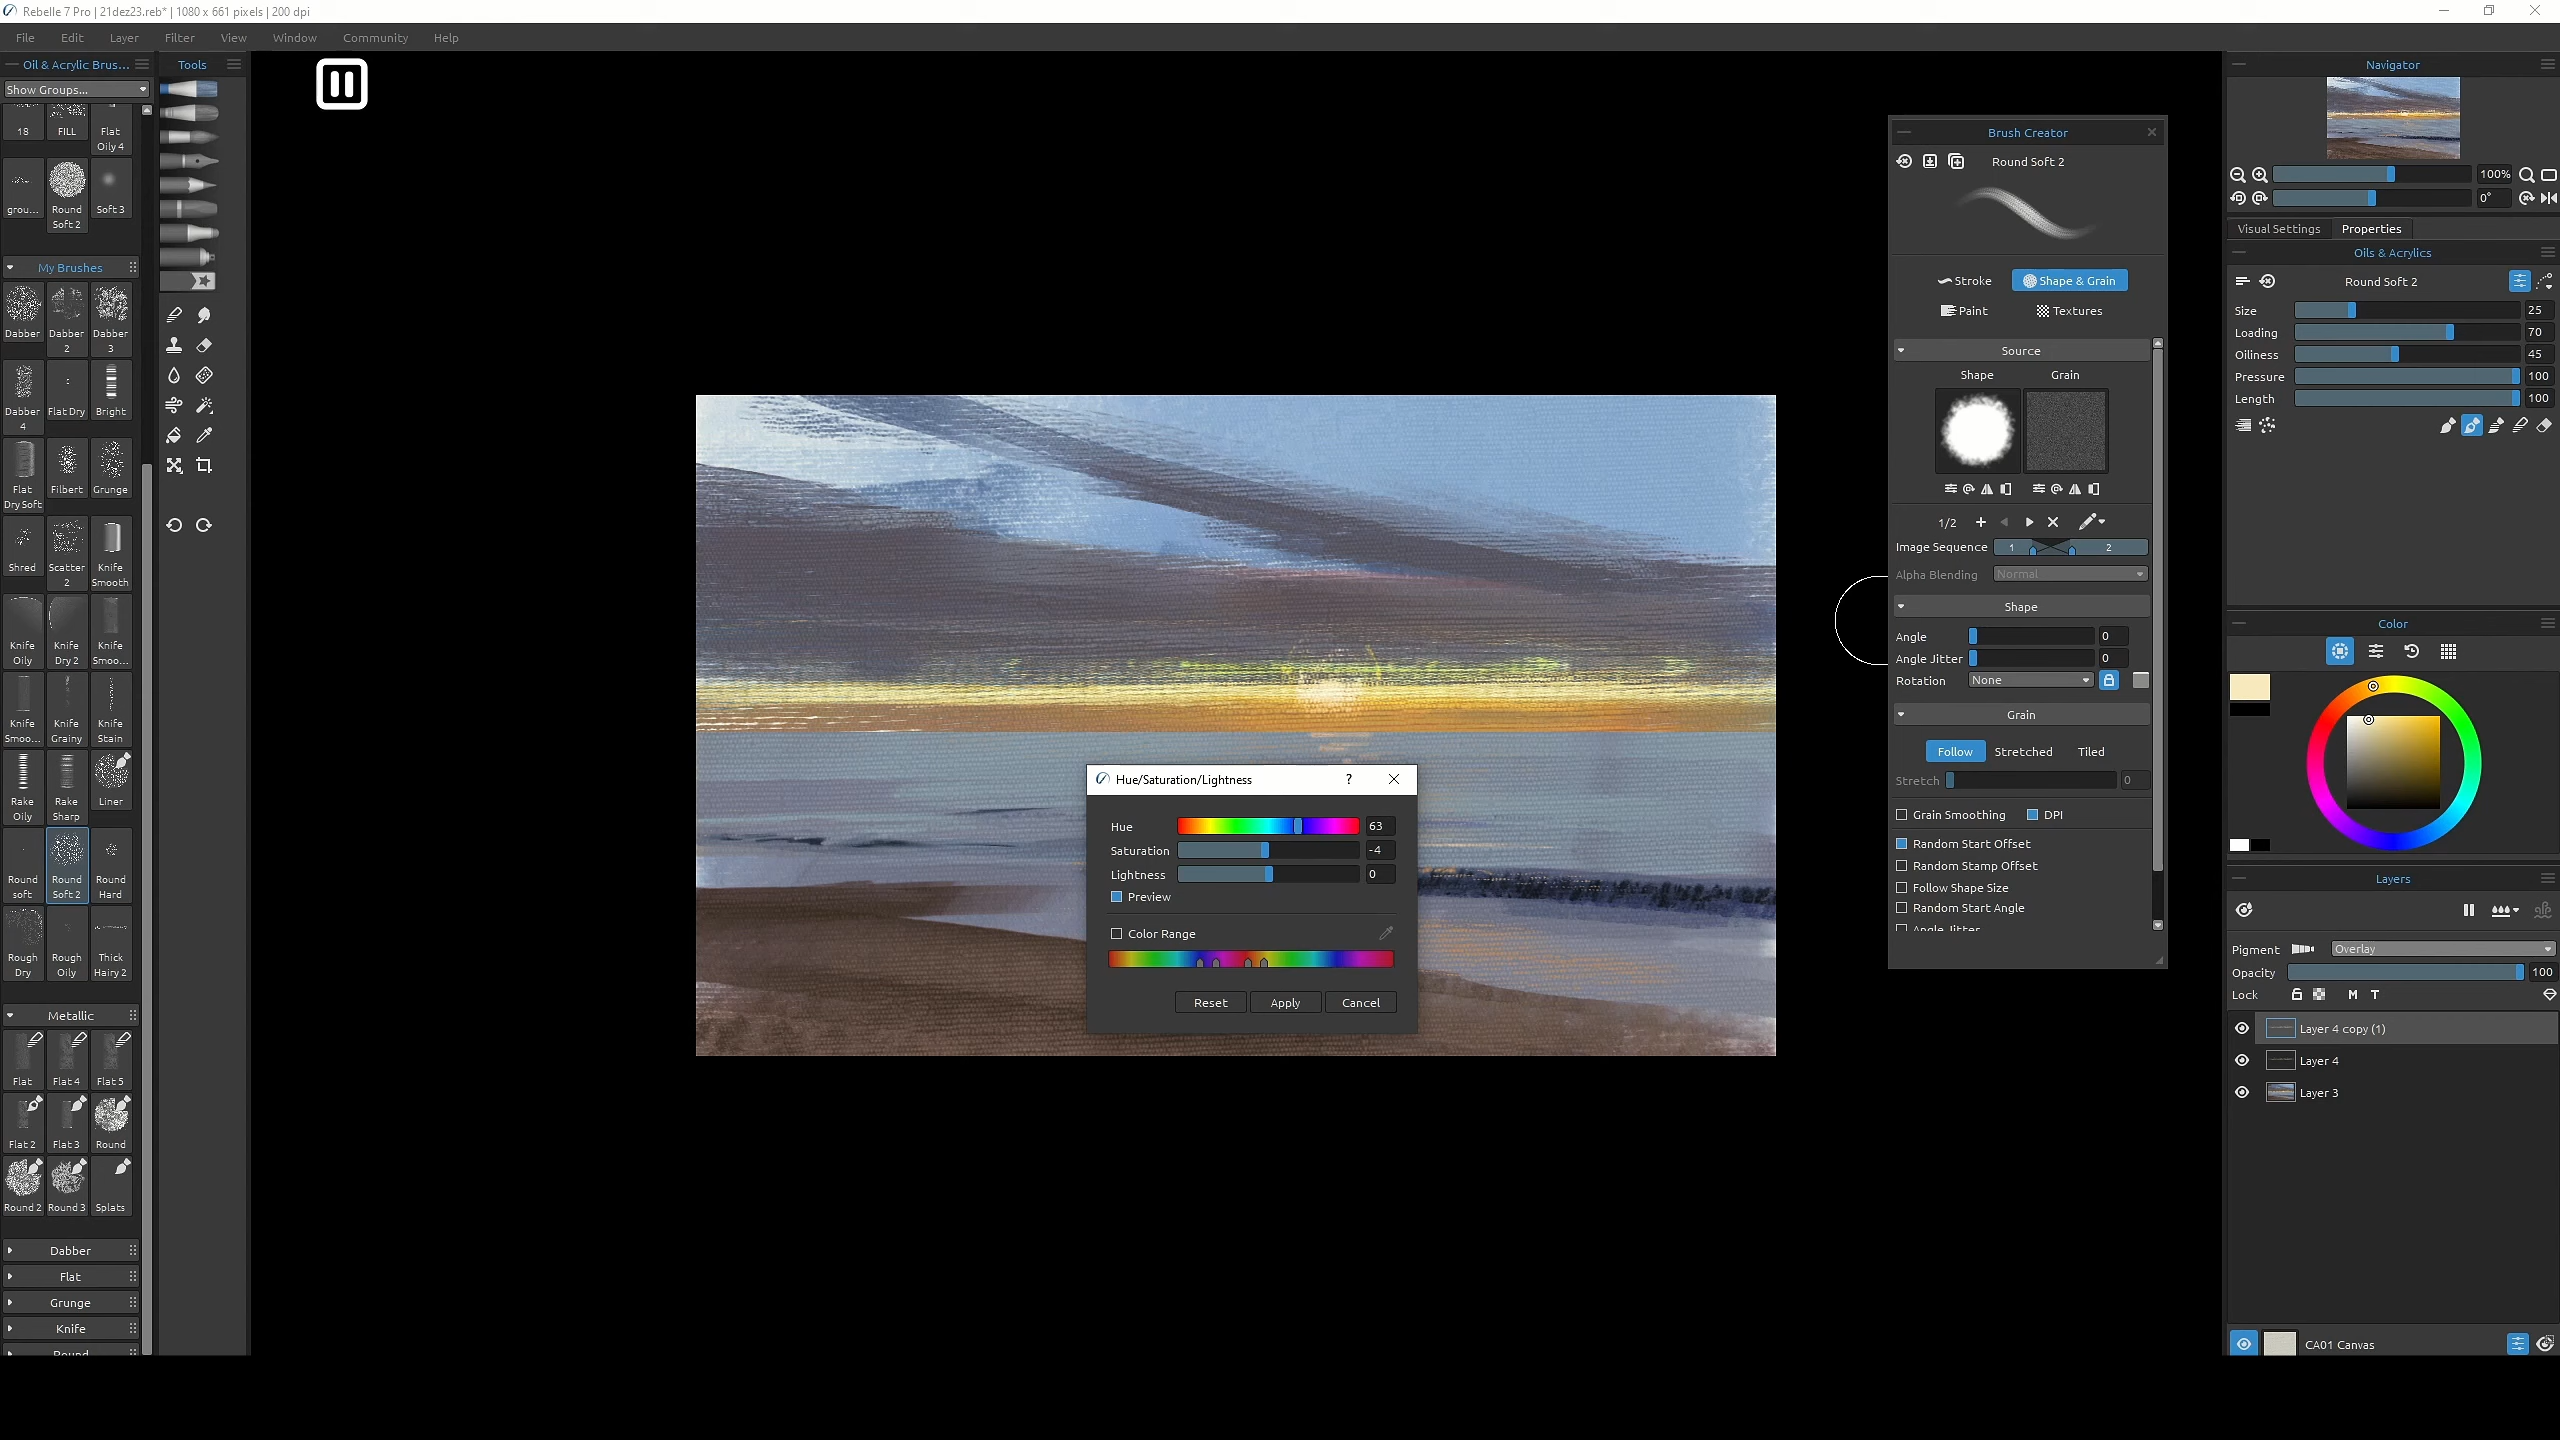 Rebelle 7 Pro | 21dez23.reb* | 1080 x 661 pixels | 200 dpi
File Edit Layer Filter View Window Community Help
Oil & Acrylic Brus...
Show Groups...
18 FILL Flat Oily 4
grou... Round Soft 2 Soft 3
My Brushes
Dabber Dabber 2 Dabber 3
Dabber 4 Flat Dry Bright
Flat Dry Soft Filbert Grunge
Shred Scatter 2 Knife Smooth
Knife Oily Knife Dry 2 Knife Smoo...
Knife Smoo... Knife Grainy Knife Stain
Rake Oily Rake Sharp Liner
Round soft Round Soft 2 Round Hard
Rough Dry Rough Oily Thick Hairy 2
Metallic
Flat Flat 4 Flat 5
Flat 2 Flat 3 Round
Round 2 Round 3 Splats
Dabber
Flat
Grunge
Knife
Round
Tools
Hue/Saturation/Lightness ?
Hue 63
Saturation -4
Lightness 0
Preview
Color Range
Reset Apply Cancel
Brush Creator
Round Soft 2
Stroke Shape & Grain
Paint Textures
Source
Shape Grain
1/2
Image Sequence 1 2
Alpha Blending Normal
Shape
Angle 0
Angle Jitter 0
Rotation None
Grain
Follow Stretched Tiled
Stretch 0
Grain Smoothing DPI
Random Start Offset
Random Stamp Offset
Follow Shape Size
Random Start Angle
Angle Jitter
Navigator
100%
0°
Visual Settings Properties
Oils & Acrylics
Round Soft 2
Size 25
Loading 70
Oiliness 45
Pressure 100
Length 100
Color
Layers
Pigment Overlay
Opacity 100
Lock M T
Layer 4 copy (1)
Layer 4
Layer 3
CA01 Canvas